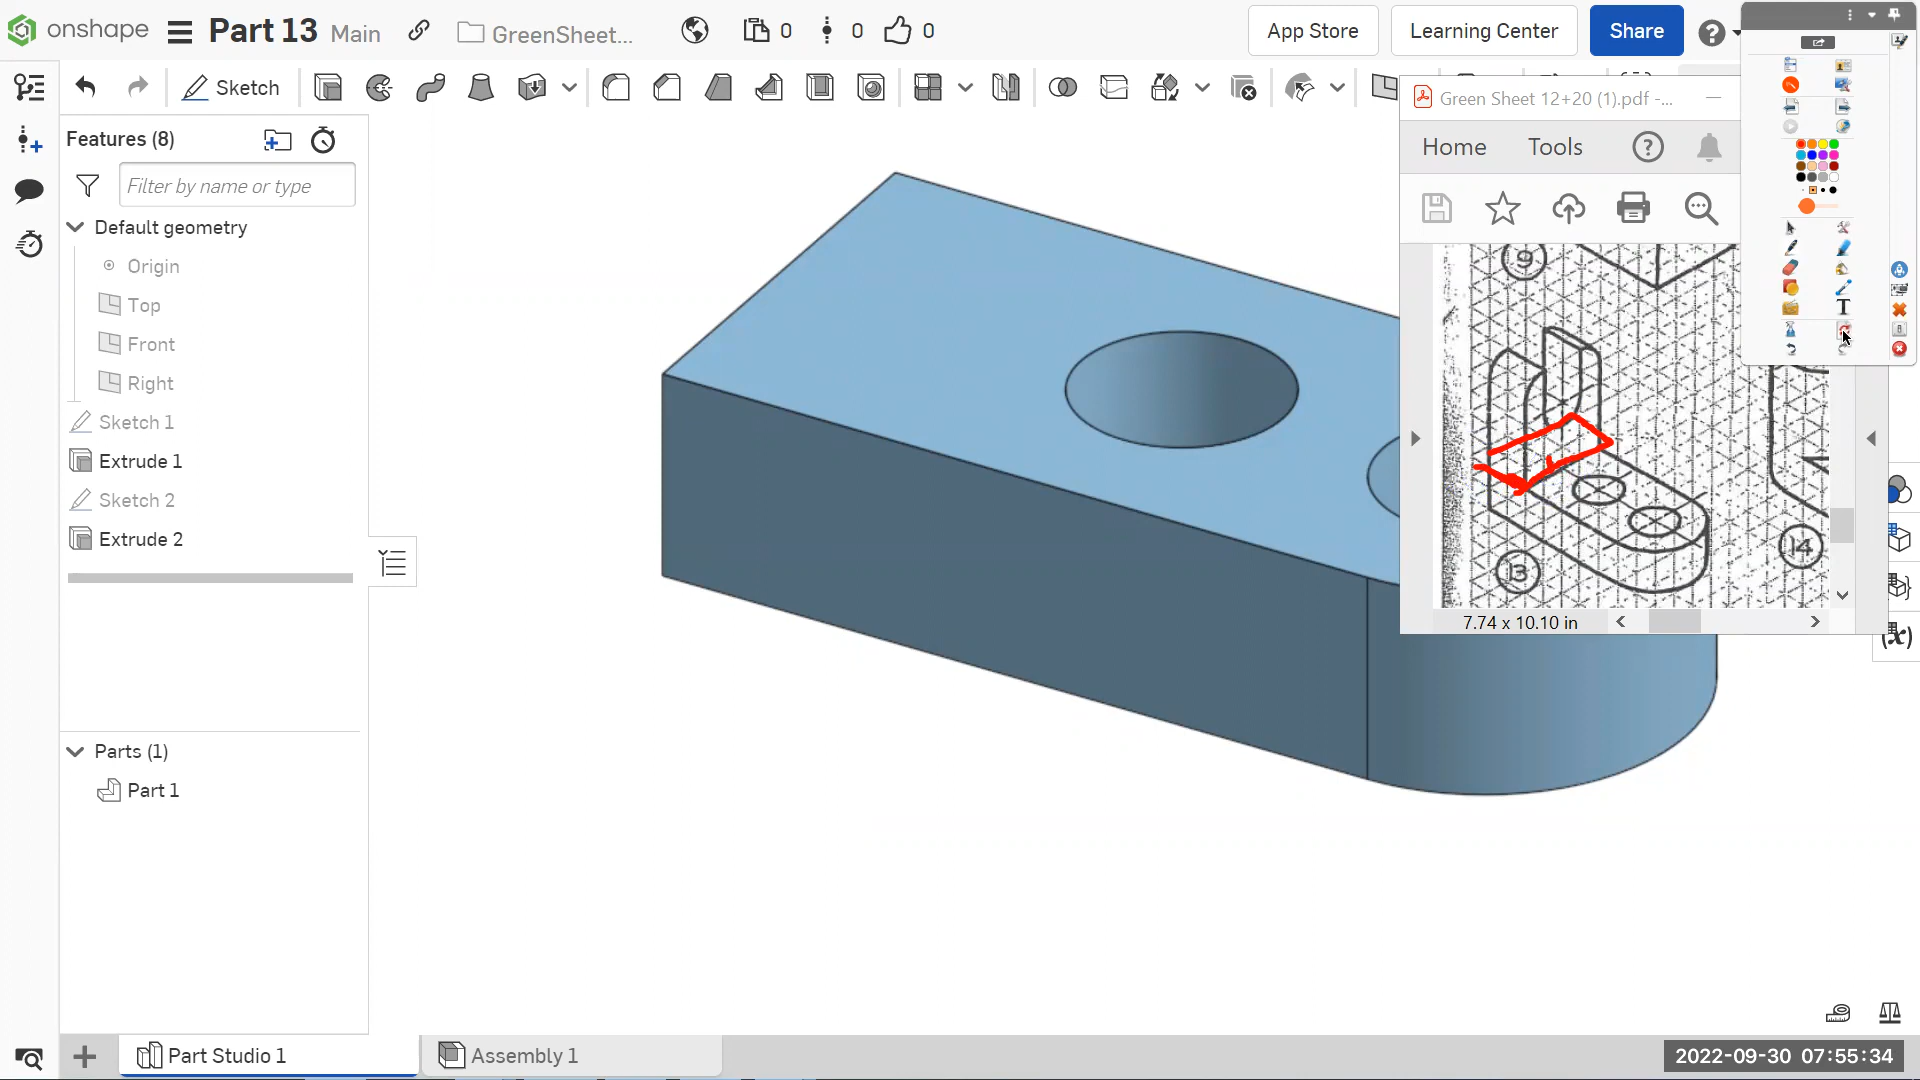 onshape
Part 13
Main
GreenSheet...
0
0
0
App Store
Learning Center
Share
Sketch
Green Sheet 12+20 (1).pdf -...
Features (8)
Filter by name or type
Home
Tools
Default geometry
Origin
Top
Front
Right
Sketch 1
Extrude 1
Sketch 2
Extrude 2
9
13
14
7.74 x 10.10 in
(x)
Parts (1)
Part 1
Part Studio 1
Assembly 1
2022-09-30 07:55:34